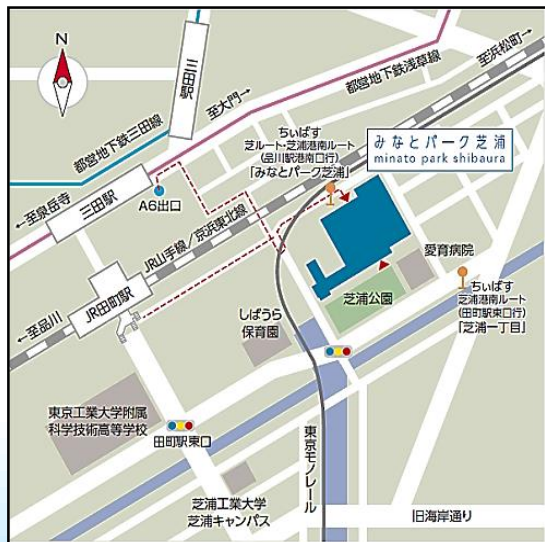 N
三田駅
都営地下鉄浅草線
至浜松町→
至大門→
都営地下鉄三田線
ちぃばす
芝ルート・芝浦港南ルート
(品川駅港南口行)
「みなとパーク芝浦」
みなとパーク芝浦
minato park shibaura
←至泉岳寺
三田駅
A6出口
JR山手線/京浜東北線
愛育病院
JR田町駅
←至品川
芝浦公園
ちぃばす
芝浦港南ルート
(田町駅東口行)
「芝浦一丁目」
しばうら
保育園
東京工業大学附属
科学技術高等学校
田町駅東口
東京モノレール
芝浦工業大学
芝浦キャンパス
旧海岸通り